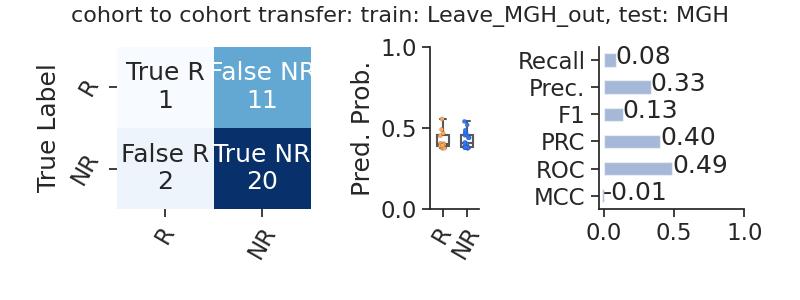 cohort to cohort transfer: train: Leave_MGH_out, test: MGH
True Label
R
NR
True R
1
False NR
11
False R
2
True NR
20
R
NR
Pred. Prob.
1.0
0.5
0.0
R
NR
Recall
0.08
Prec.
0.33
F1
0.13
PRC
0.40
ROC
0.49
MCC
-0.01
0.0
0.5
1.0